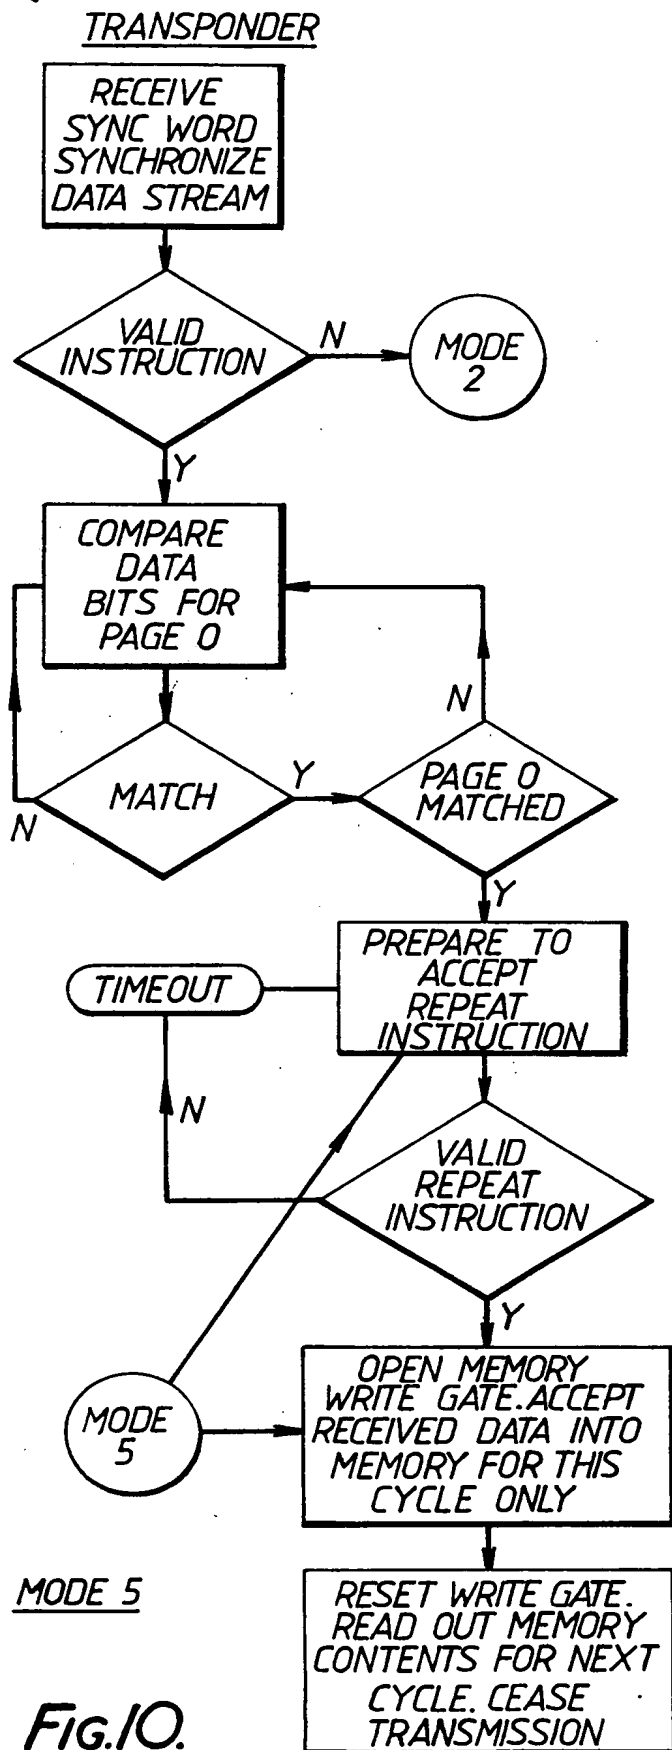 TRANSPONDER
RECEIVE
SYNC WORD
SYNCHRONIZE
DATA STREAM
VALID
INSTRUCTION
N
MODE
2
Y
COMPARE
DATA
BITS FOR
PAGE 0
N
MATCH
N
Y
PAGE 0
MATCHED
Y
PREPARE TO
ACCEPT
REPEAT
INSTRUCTION
TIMEOUT
N
VALID
REPEAT
INSTRUCTION
Y
OPEN MEMORY
WRITE GATE. ACCEPT
RECEIVED DATA INTO
MEMORY FOR THIS
CYCLE ONLY
MODE
5
RESET WRITE GATE.
READ OUT MEMORY
CONTENTS FOR NEXT
CYCLE. CEASE
TRANSMISSION
MODE 5
FIG.10.